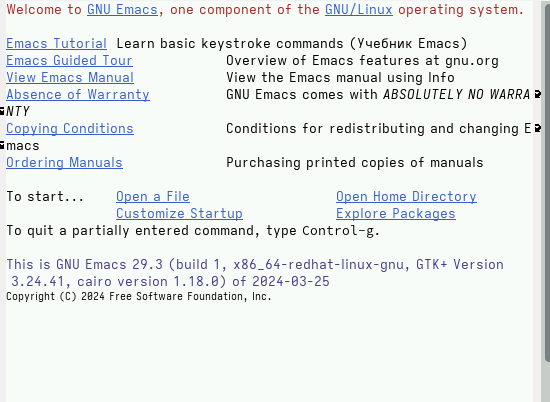 Welcome to GNU Emacs, one component of the GNU/Linux operating system.
Emacs Tutorial Learn basic keystroke commands (Учебник Emacs)
Emacs Guided Tour Overview of Emacs features at gnu.org
View Emacs Manual View the Emacs manual using Info
Absence of Warranty GNU Emacs comes with ABSOLUTELY NO WARRA
NTY
Copying Conditions Conditions for redistributing and changing E
macs
Ordering Manuals Purchasing printed copies of manuals
To start... Open a File Open Home Directory
Customize Startup Explore Packages
To quit a partially entered command, type Control-g.
This is GNU Emacs 29.3 (build 1, x86_64-redhat-linux-gnu, GTK+ Version
3.24.41, cairo version 1.18.0) of 2024-03-25
Copyright (C) 2024 Free Software Foundation, Inc.